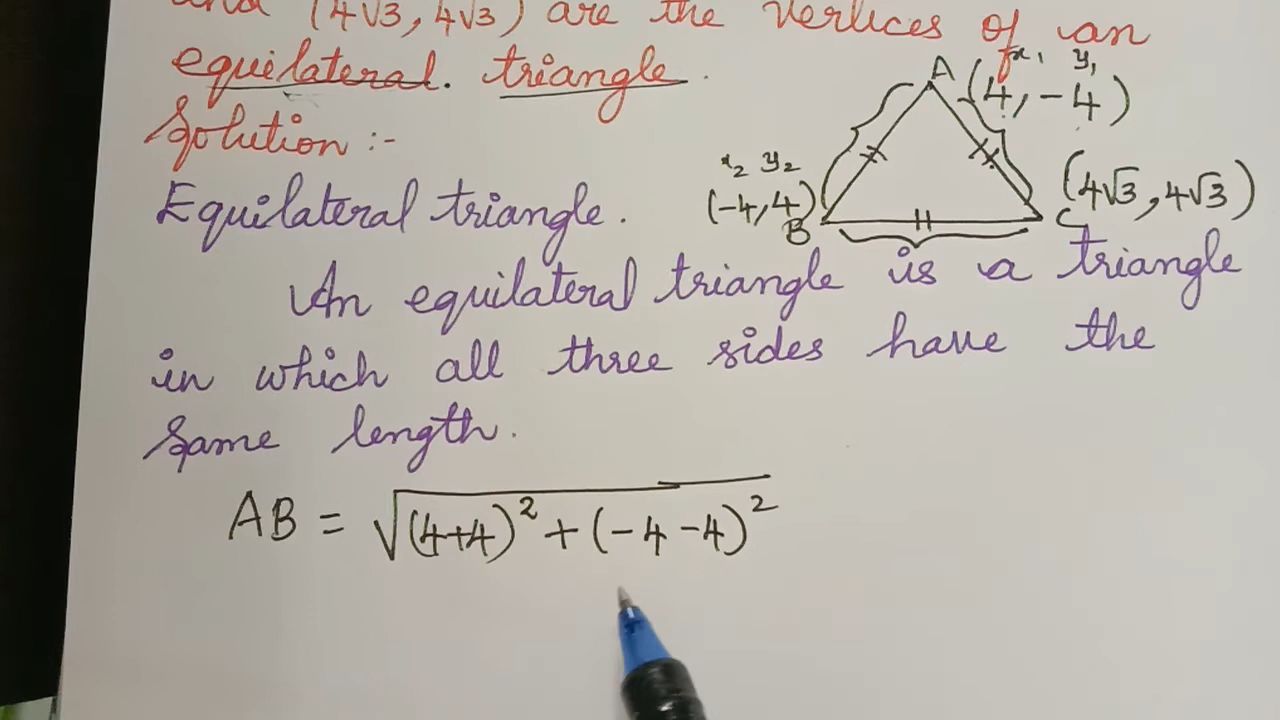 and (4√3, 4√3) are the vertices of an
equilateral. triangle.
Solution :-
A
x₁ y₁
(4, -4)
x₂ y₂
(-4, 4)
B
(4√3, 4√3)
C
Equilateral triangle.
An equilateral triangle is a triangle
in which all three sides have the
same length.
AB = √(4+4)² + (-4 -4)²